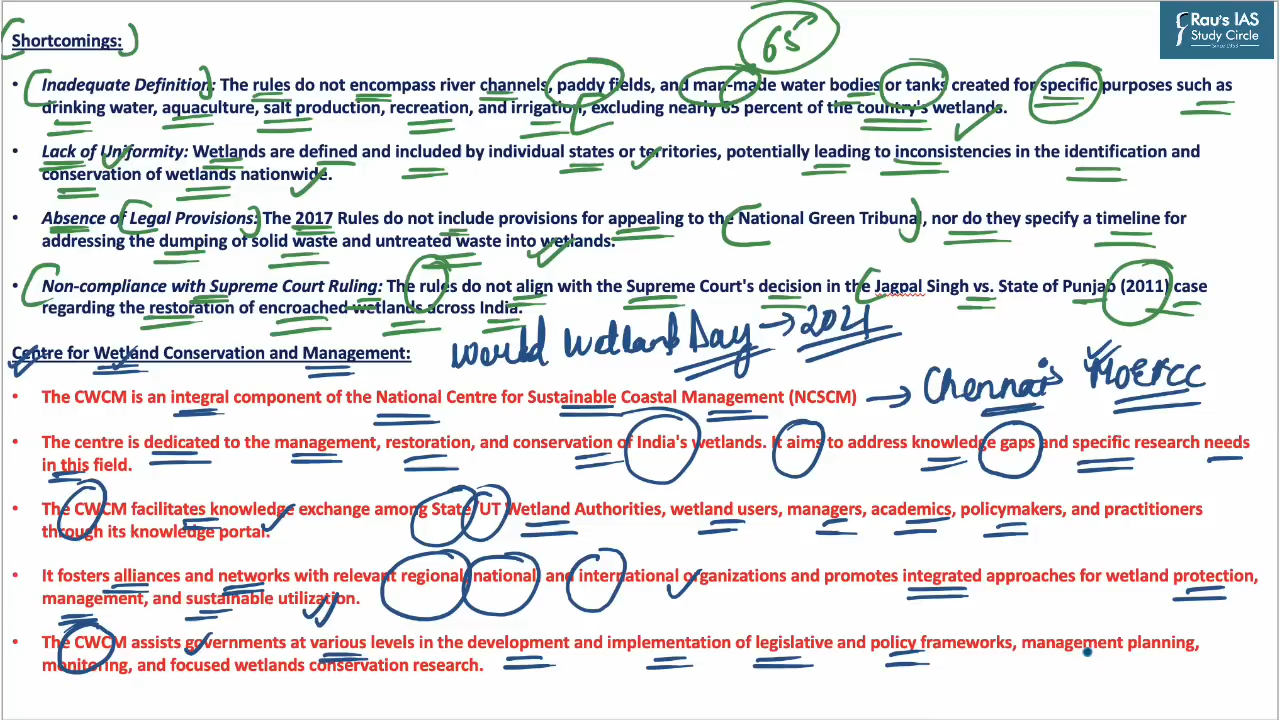 Rau's IAS
Study Circle
Since 1953
65
Shortcomings:
• Inadequate Definition: The rules do not encompass river channels, paddy fields, and man-made water bodies or tanks created for specific purposes such as
drinking water, aquaculture, salt production, recreation, and irrigation, excluding nearly 65 percent of the country's wetlands.
• Lack of Uniformity: Wetlands are defined and included by individual states or territories, potentially leading to inconsistencies in the identification and
conservation of wetlands nationwide.
• Absence of Legal Provisions: The 2017 Rules do not include provisions for appealing to the National Green Tribunal, nor do they specify a timeline for
addressing the dumping of solid waste and untreated waste into wetlands.
• Non-compliance with Supreme Court Ruling: The rules do not align with the Supreme Court's decision in the Jagpal Singh vs. State of Punjab (2011) case
regarding the restoration of encroached wetlands across India.
World Wetland Day → 2021
Centre for Wetland Conservation and Management:
• The CWCM is an integral component of the National Centre for Sustainable Coastal Management (NCSCM) → Chennai MoEFCC
• The centre is dedicated to the management, restoration, and conservation of India's wetlands. It aims to address knowledge gaps and specific research needs
in this field.
• The CWCM facilitates knowledge exchange among State/UT Wetland Authorities, wetland users, managers, academics, policymakers, and practitioners
through its knowledge portal.
• It fosters alliances and networks with relevant regional, national, and international organizations and promotes integrated approaches for wetland protection,
management, and sustainable utilization.
• The CWCM assists governments at various levels in the development and implementation of legislative and policy frameworks, management planning,
monitoring, and focused wetlands conservation research.